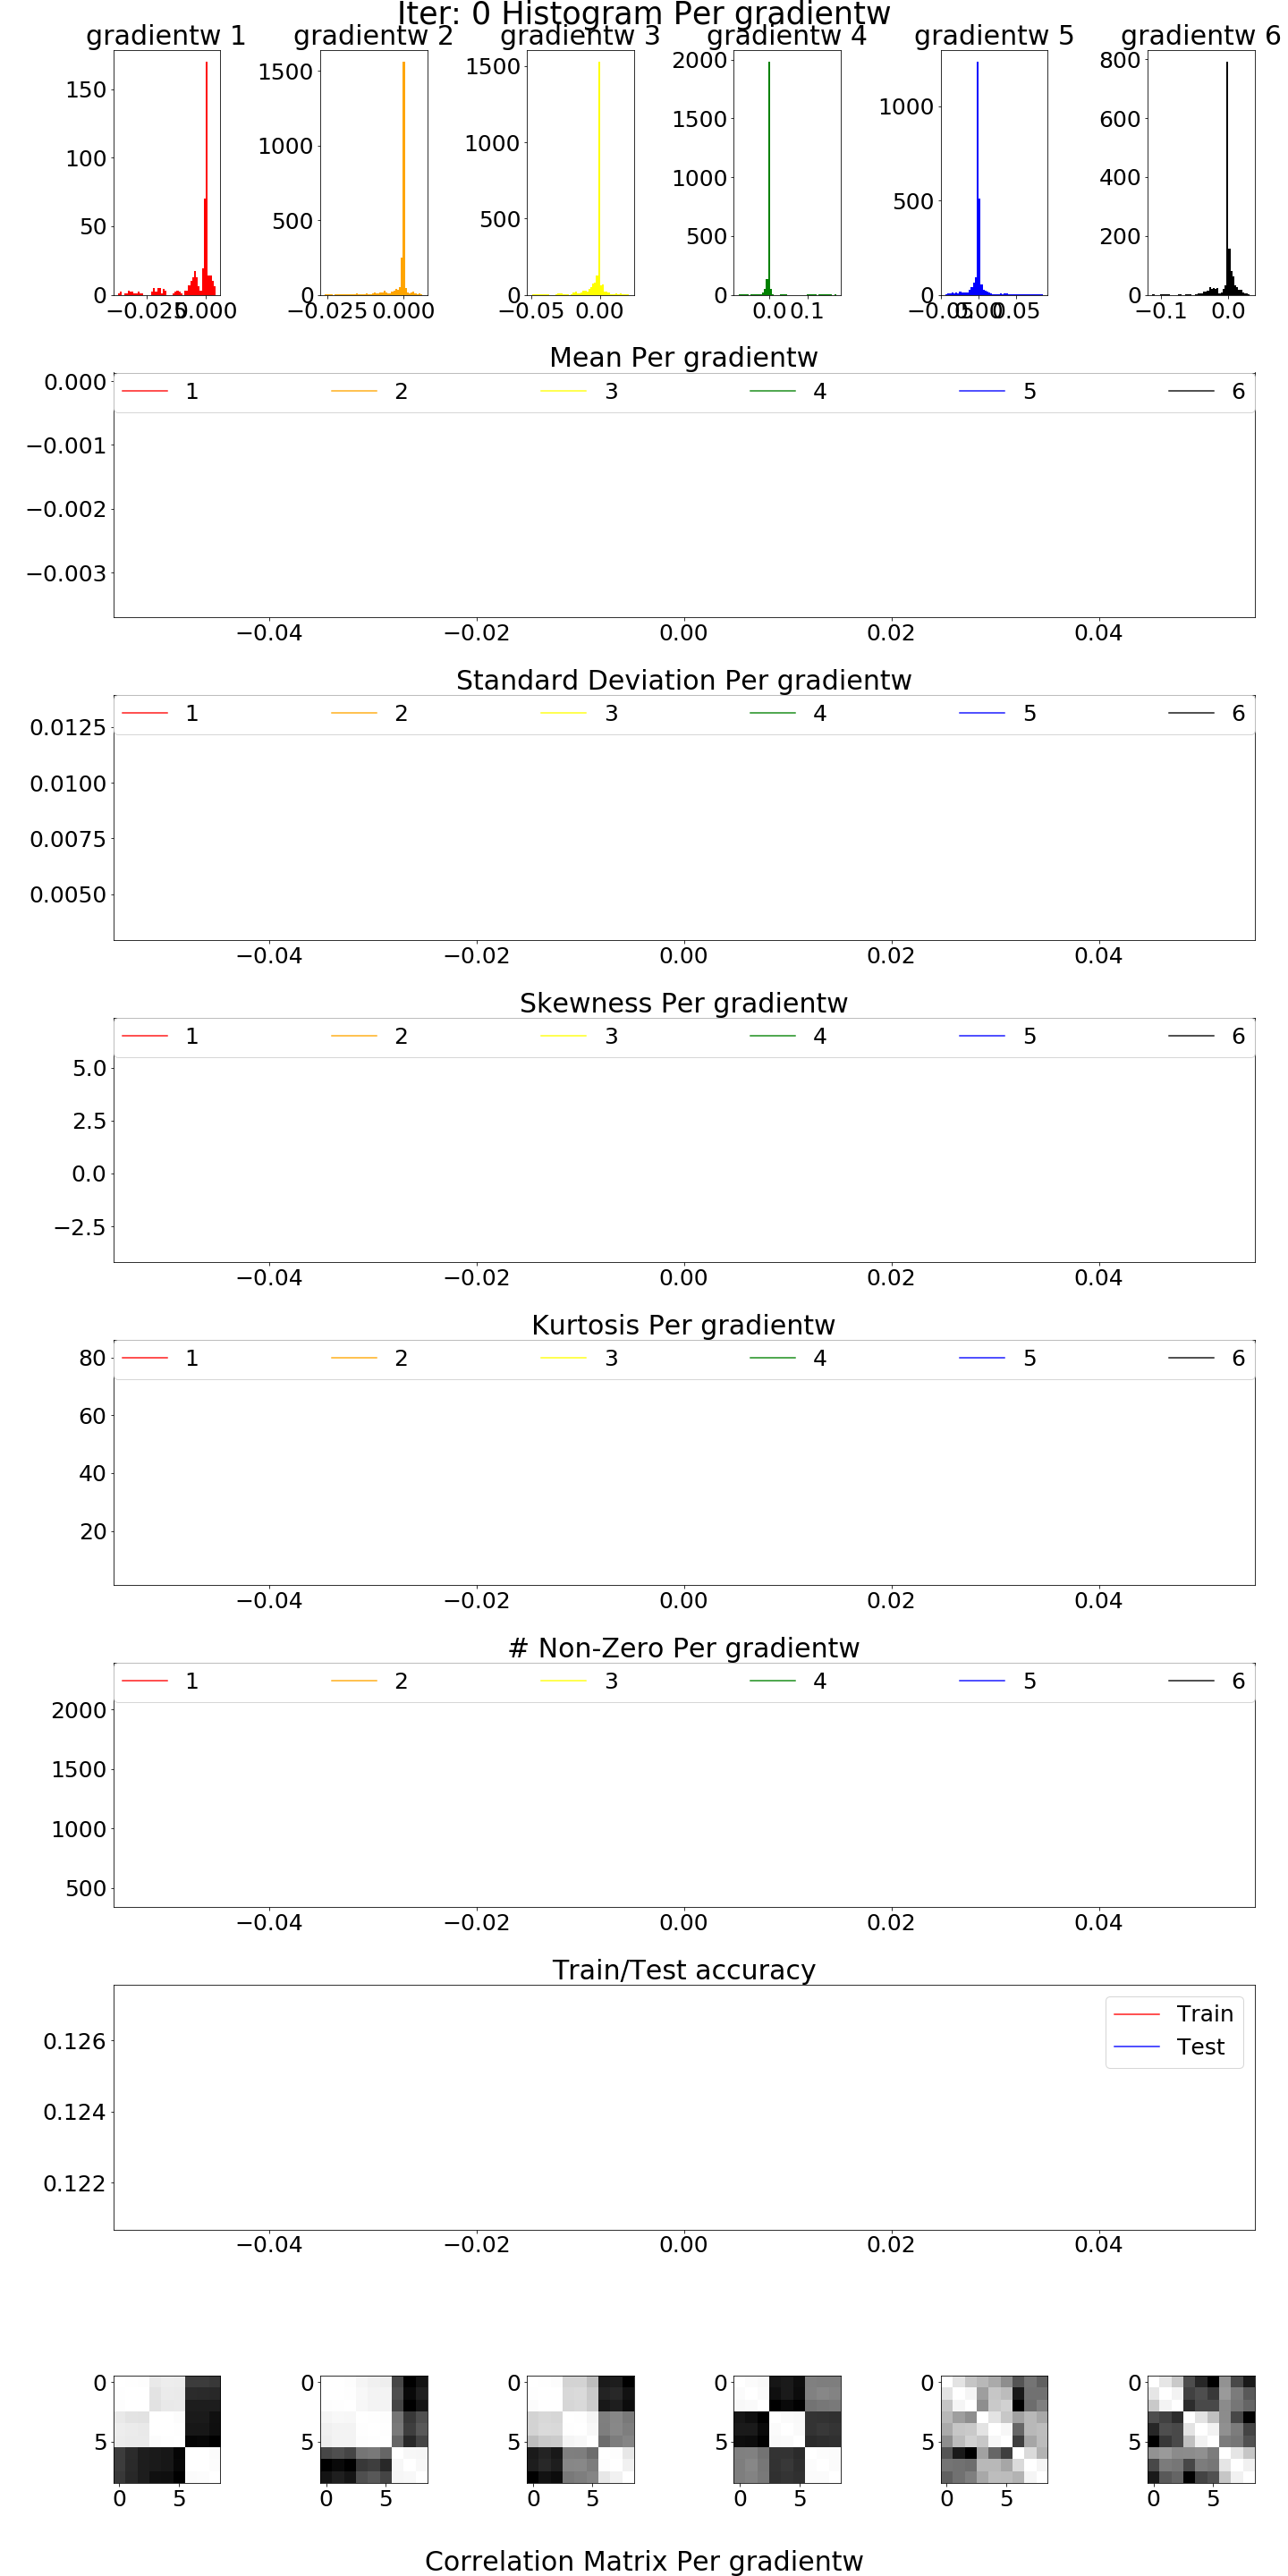 Iter: 0 Histogram Per gradientw
gradientw 1 gradientw 2 gradientw 3 gradientw 4 gradientw 5 gradientw 6
150 100 50 0
−0.025 0.000
1500 1000 500 0
−0.025 0.000
1500 1000 500 0
−0.05 0.00
2000 1500 1000 500 0
0.0 0.1
1000 500 0
−0.05 0.00 0.05
800 600 400 200 0
−0.1 0.0
Mean Per gradientw
1 2 3 4 5 6
0.000
−0.001
−0.002
−0.003
−0.04 −0.02 0.00 0.02 0.04
Standard Deviation Per gradientw
1 2 3 4 5 6
0.0125
0.0100
0.0075
0.0050
−0.04 −0.02 0.00 0.02 0.04
Skewness Per gradientw
1 2 3 4 5 6
5.0
2.5
0.0
−2.5
−0.04 −0.02 0.00 0.02 0.04
Kurtosis Per gradientw
80 1 2 3 4 5 6
60
40
20
−0.04 −0.02 0.00 0.02 0.04
# Non-Zero Per gradientw
1 2 3 4 5 6
2000
1500
1000
500
−0.04 −0.02 0.00 0.02 0.04
Train/Test accuracy
Train
Test
0.126
0.124
0.122
−0.04 −0.02 0.00 0.02 0.04
0 0 0 0 0 0
5 5 5 5 5 5
0 5 0 5 0 5 0 5 0 5 0 5
Correlation Matrix Per gradientw